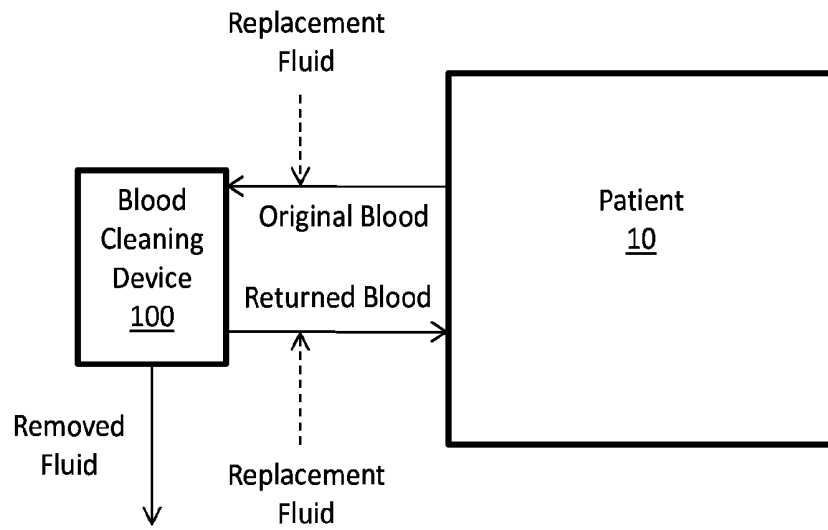 Replacement
Fluid
Blood
Cleaning
Device
100
Original Blood
Patient
10
Returned Blood
Removed
Fluid
Replacement
Fluid